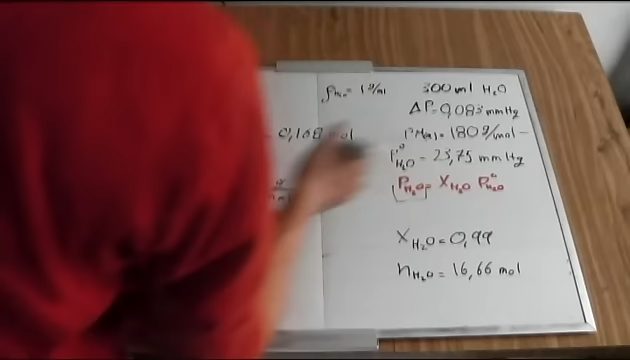 ρH₂O = 1 g/ml
300 ml H₂O
ΔP = 0,083 mmHg
0,168 mol
PM(a) = 180 g/mol
P°H₂O = 23,75 mmHg
PH₂O = XH₂O P°H₂O
XH₂O = 0,99
nH₂O = 16,66 mol